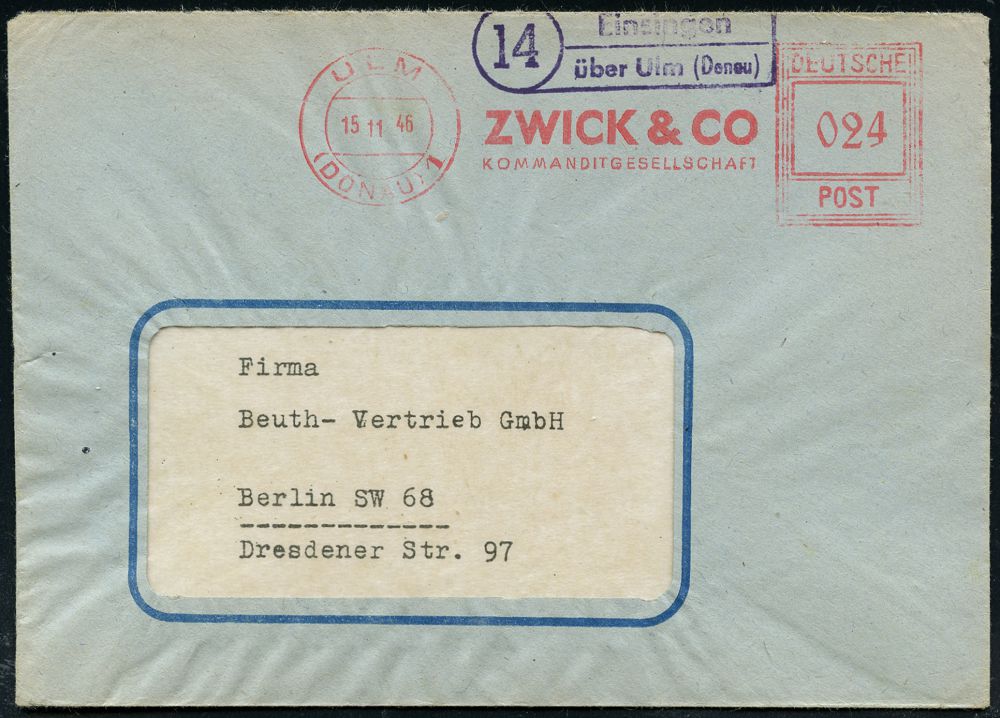 14
Einsingen
über Ulm (Donau)
ULM
15 11 46
(DONAU) 1
ZWICK & CO
KOMMANDITGESELLSCHAFT
DEUTSCHE
024
POST
Firma
Beuth- Vertrieb GmbH
Berlin SW 68
-------------
Dresdener Str. 97